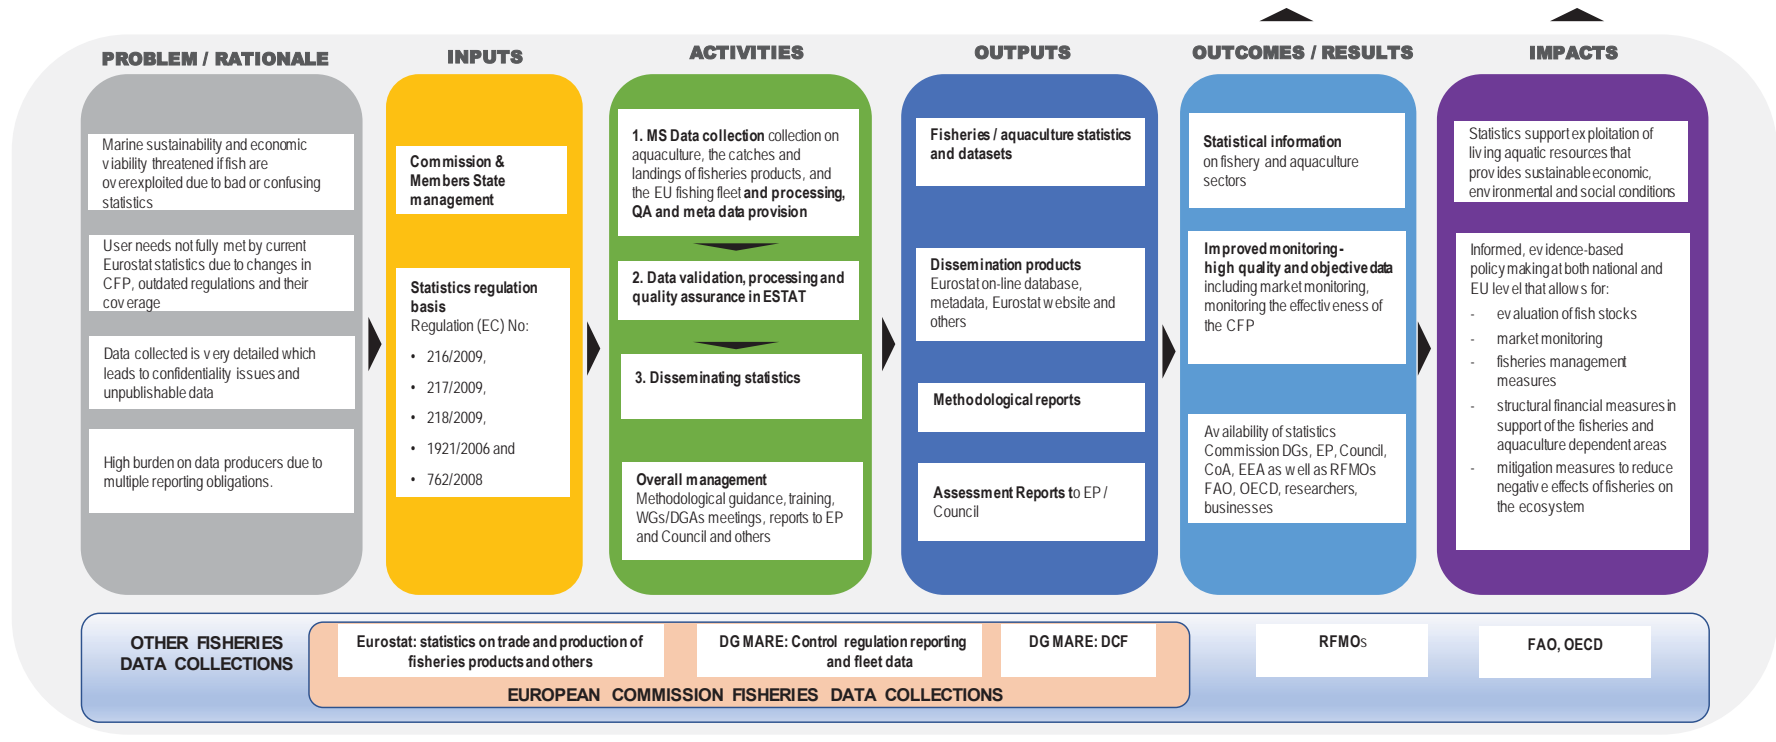 PROBLEM / RATIONALE
Marine sustainability and economic
viability threatened if fish are
overexploited due to bad or confusing
statistics
User needs not fully met by current
Eurostat statistics due to changes in
CFP, outdated regulations and their
coverage
Data collected is very detailed which
leads to confidentiality issues and
unpublishable data
High burden on data producers due to
multiple reporting obligations.
INPUTS
Commission &
Members State
management
Statistics regulation
basis
Regulation (EC) No:
• 216/2009,
• 217/2009,
• 218/2009,
• 1921/2006 and
• 762/2008
ACTIVITIES
1. MS Data collection collection on
aquaculture, the catches and
landings of fisheries products, and
the EU fishing fleet and processing,
QA and meta data provision
2. Data validation, processing and
quality assurance in ESTAT
3. Disseminating statistics
Overall management
Methodological guidance, training,
WGs/DGAs meetings, reports to EP
and Council and others
OUTPUTS
Fisheries / aquaculture statistics
and datasets
Dissemination products
Eurostat on-line database,
metadata, Eurostat website and
others
Methodological reports
Assessment Reports to EP /
Council
OUTCOMES / RESULTS
Statistical information
on fishery and aquaculture
sectors
Improved monitoring-
high quality and objective data
including market monitoring,
monitoring the effectiveness of
the CFP
Availability of statistics
Commission DGs, EP, Council,
CoA, EEA as well as RFMOs
FAO, OECD, researchers,
businesses
IMPACTS
Statistics support exploitation of
living aquatic resources that
provides sustainable economic,
environmental and social conditions
Informed, evidence-based
policy making at both national and
EU level that allows for:
- evaluation of fish stocks
- market monitoring
- fisheries management
measures
- structural financial measures in
support of the fisheries and
aquaculture dependent areas
- mitigation measures to reduce
negative effects of fisheries on
the ecosystem
OTHER FISHERIES
DATA COLLECTIONS
Eurostat: statistics on trade and production of
fisheries products and others
DG MARE: Control regulation reporting
and fleet data
DG MARE: DCF
EUROPEAN COMMISSION FISHERIES DATA COLLECTIONS
RFMOs
FAO, OECD